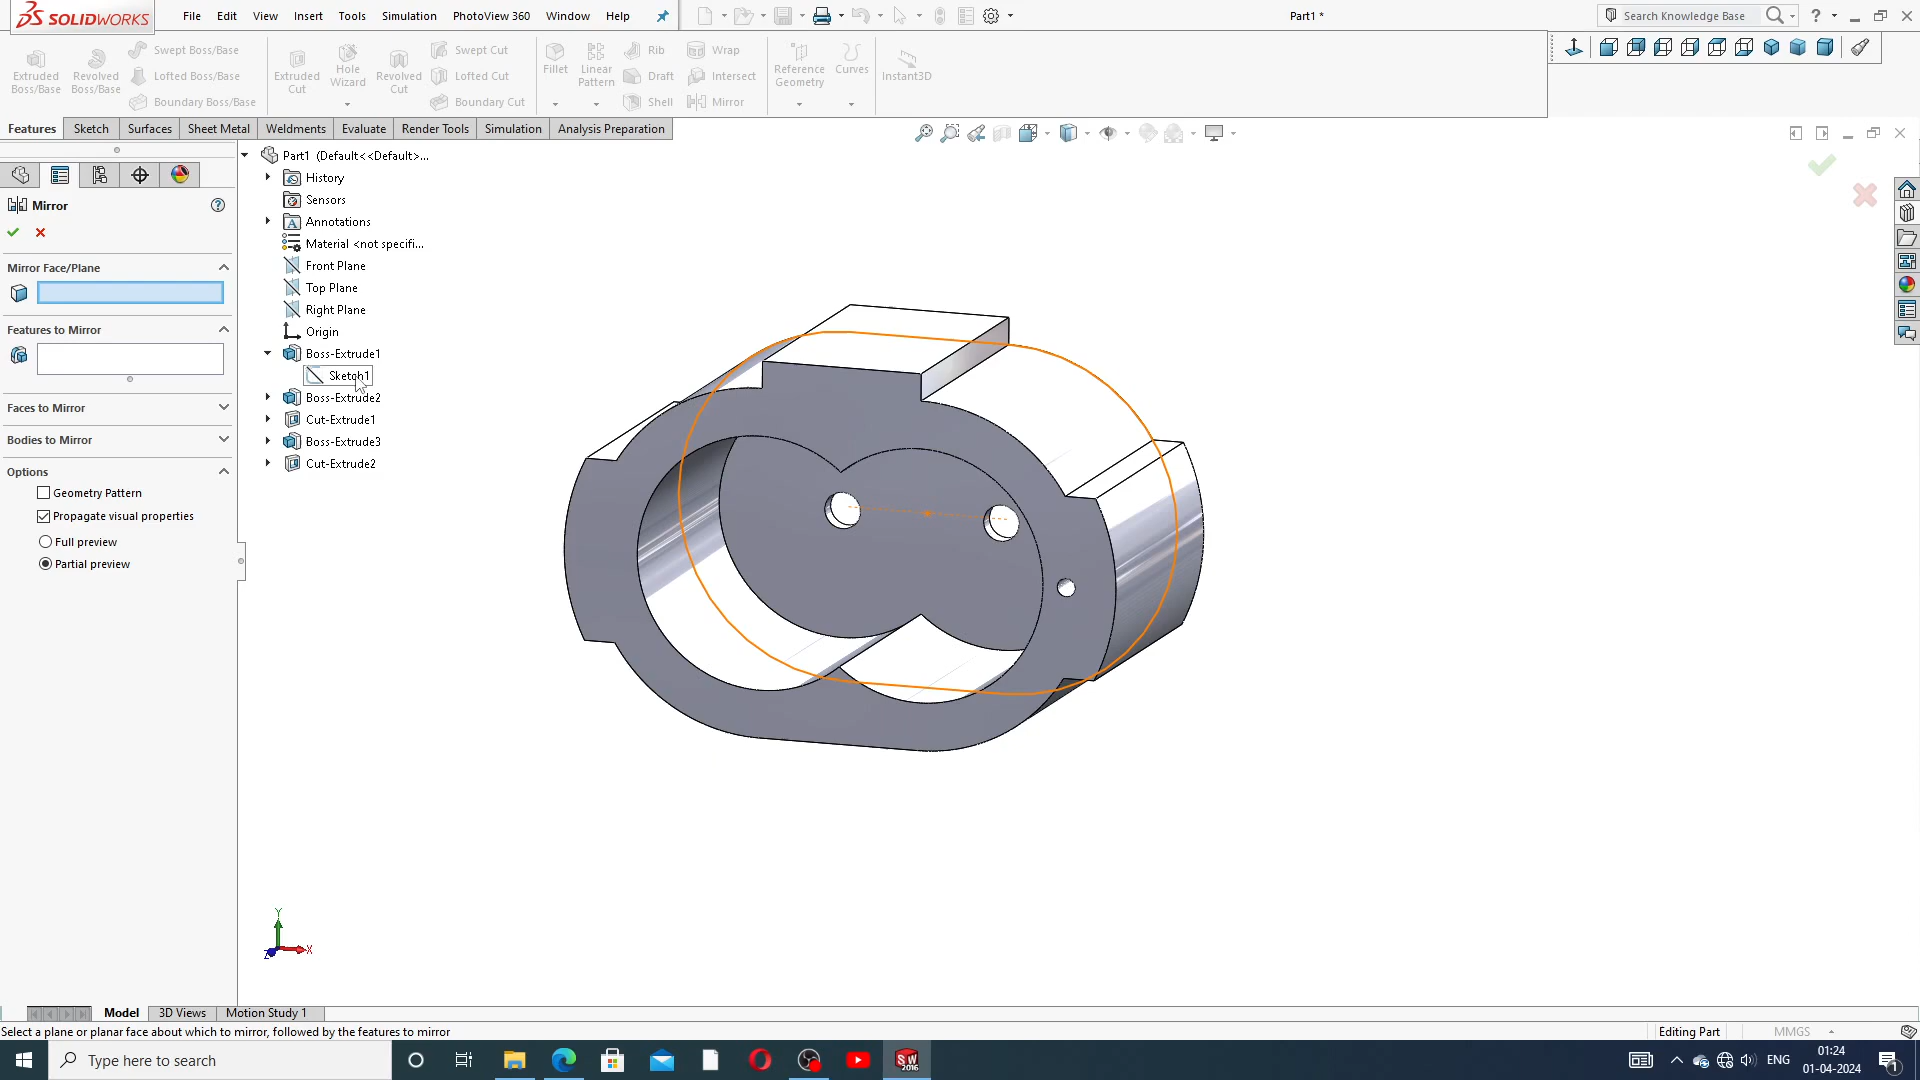 SOLIDWORKS
File Edit View Insert Tools Simulation PhotoView 360 Window Help
Part1 *
Search Knowledge Base
Extruded Boss/Base
Revolved Boss/Base
Swept Boss/Base
Lofted Boss/Base
Boundary Boss/Base
Extruded Cut
Hole Wizard
Revolved Cut
Swept Cut
Lofted Cut
Boundary Cut
Fillet
Linear Pattern
Rib
Draft
Shell
Wrap
Intersect
Mirror
Reference Geometry
Curves
Instant3D
Features Sketch Surfaces Sheet Metal Weldments Evaluate Render Tools Simulation Analysis Preparation
Mirror
Mirror Face/Plane
Features to Mirror
Faces to Mirror
Bodies to Mirror
Options
Geometry Pattern
Propagate visual properties
Full preview
Partial preview
Part1 (Default<<Default>...
History
Sensors
Annotations
Material <not specifi...
Front Plane
Top Plane
Right Plane
Origin
Boss-Extrude1
Sketch1
Boss-Extrude2
Cut-Extrude1
Boss-Extrude3
Cut-Extrude2
Y
X
Z
Model 3D Views Motion Study 1
Select a plane or planar face about which to mirror, followed by the features to mirror
Editing Part
MMGS
Type here to search
SW
2016
ENG
01:24
01-04-2024
1